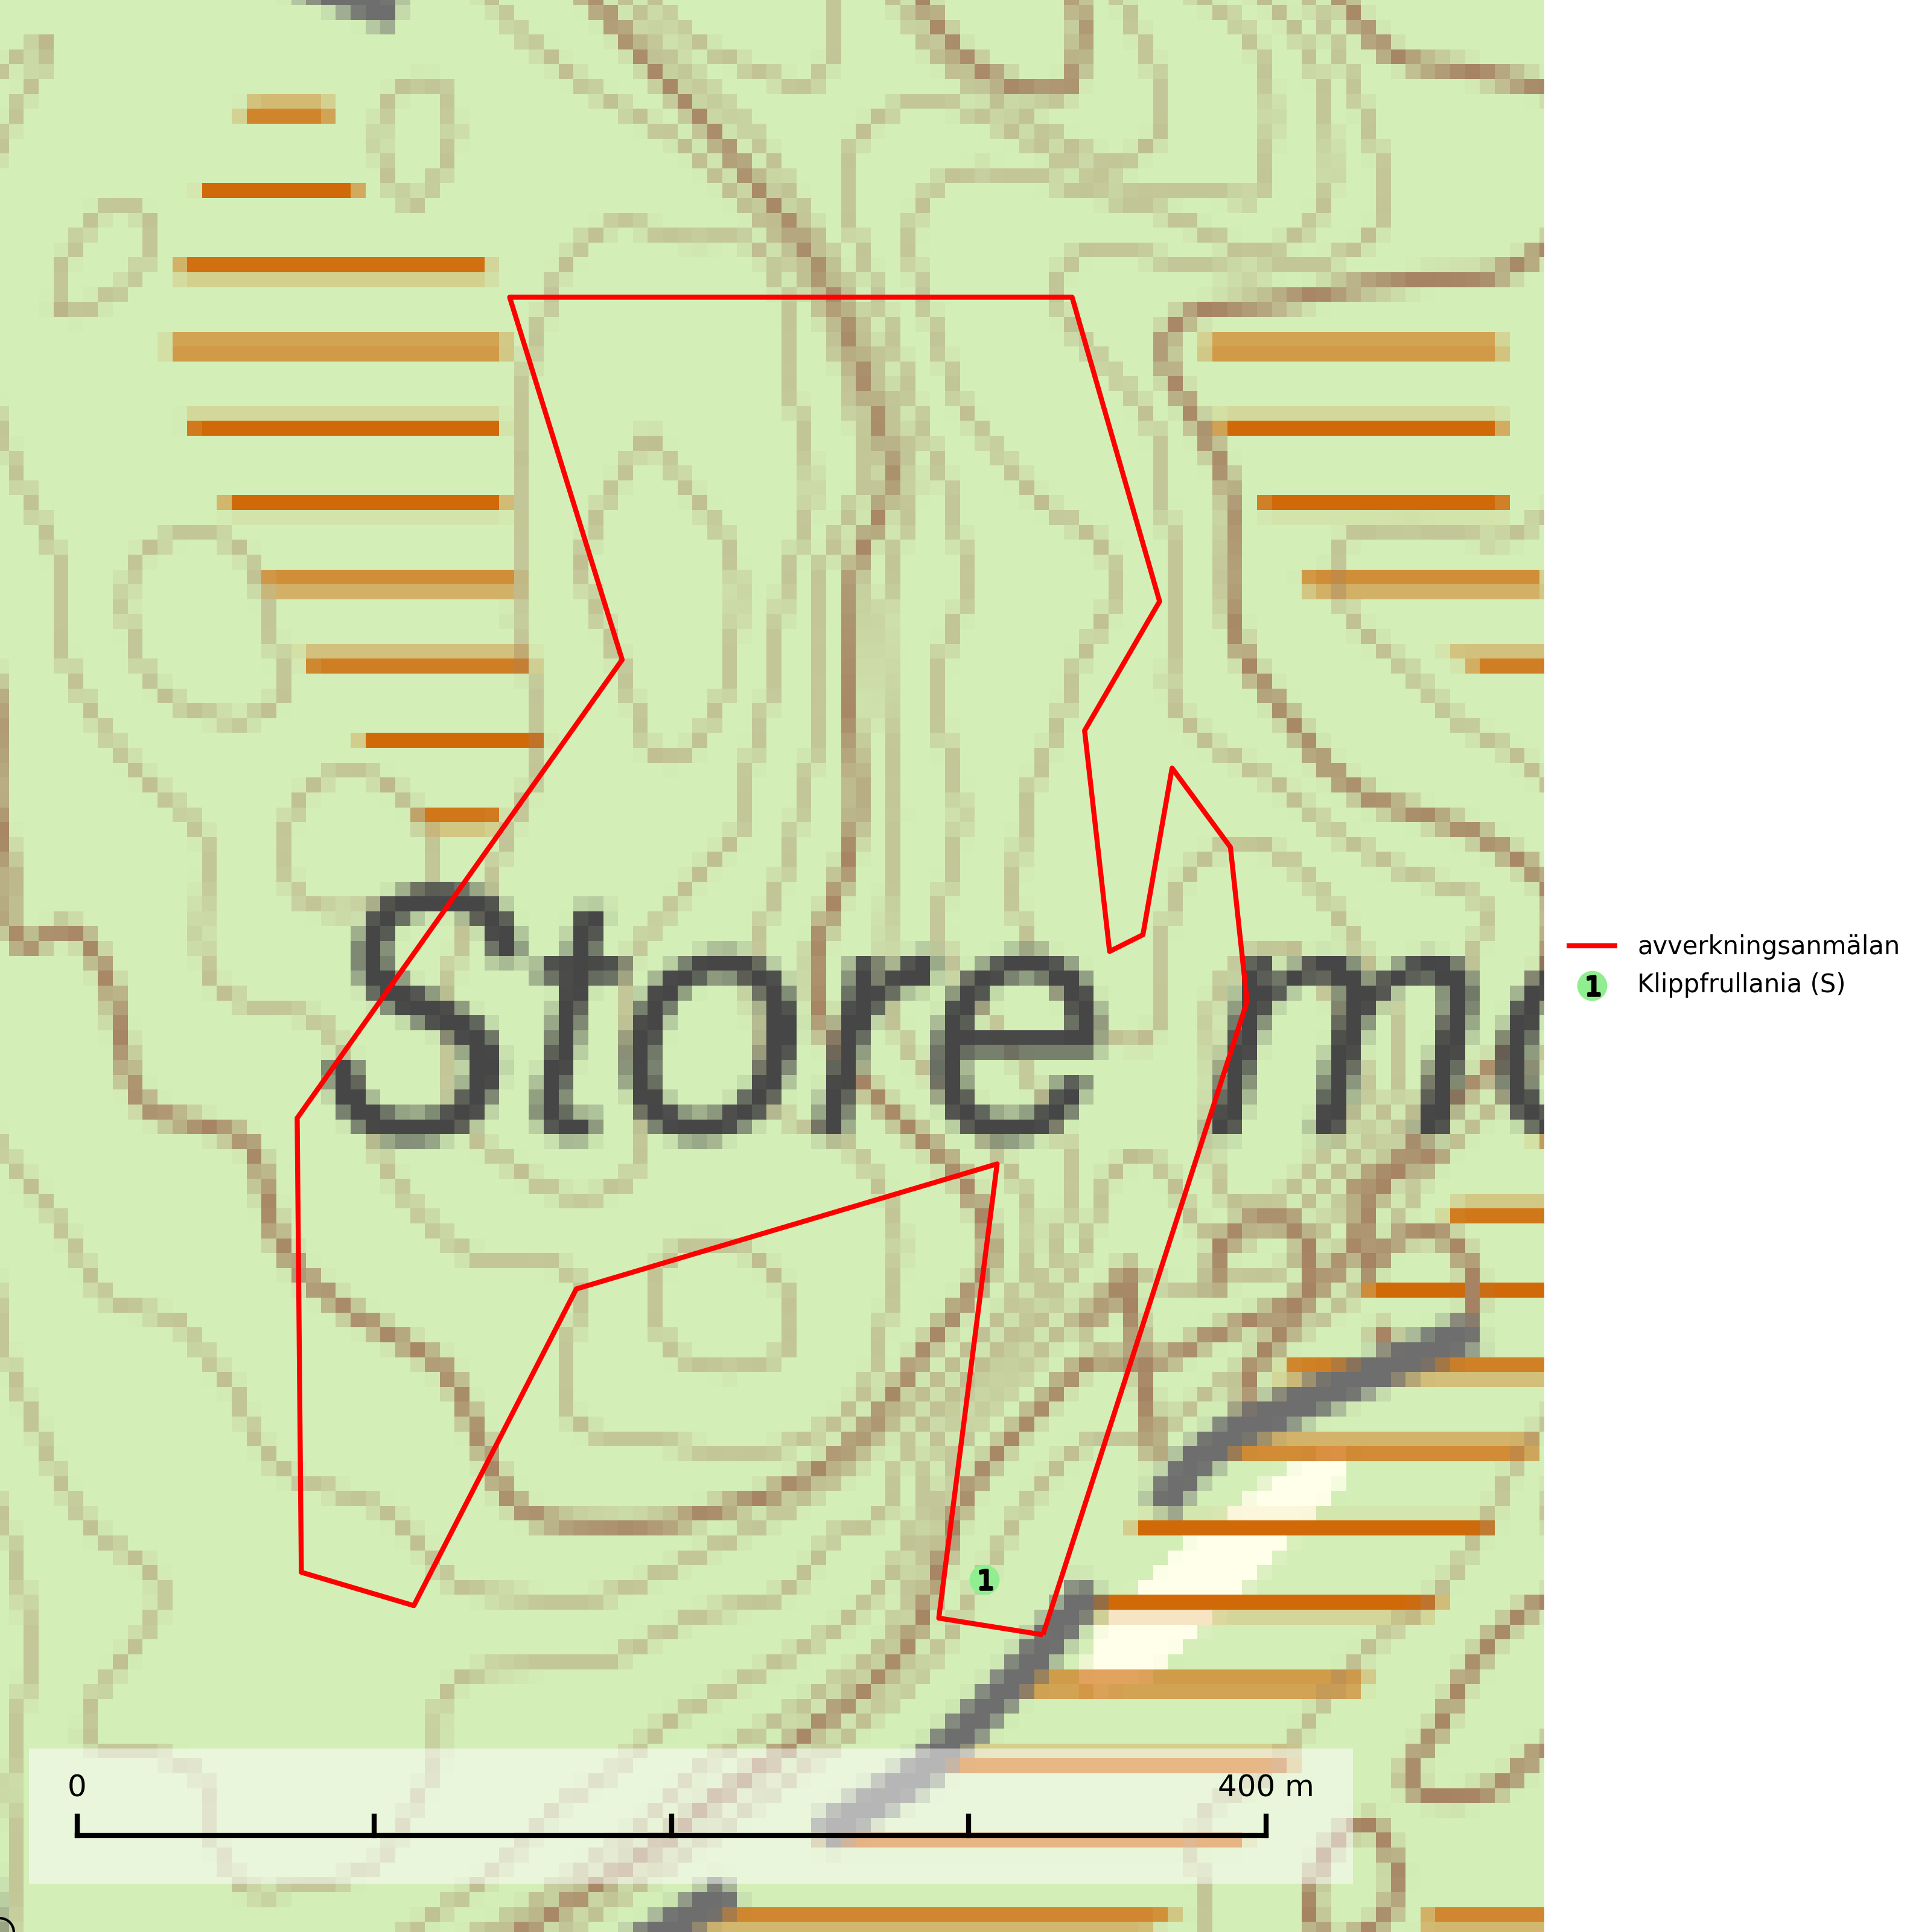 Store m
1
0
400 m
avverkningsanmälan
1 Klippfrullania (S)